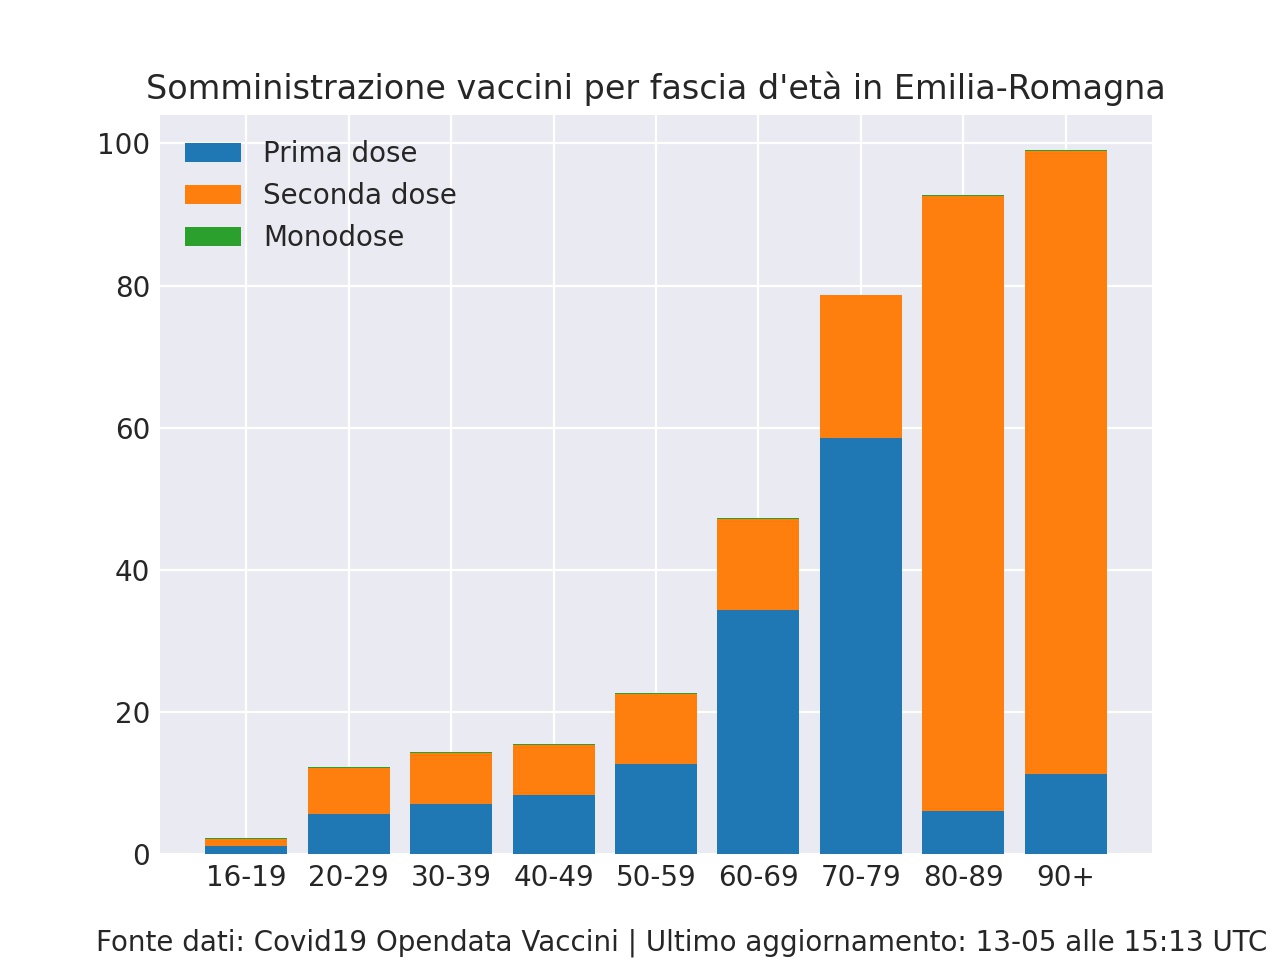 Somministrazione vaccini per fascia d'età in Emilia-Romagna
Prima dose
Seconda dose
Monodose
100
80
60
40
20
0
16-19 20-29 30-39 40-49 50-59 60-69 70-79 80-89 90+
Fonte dati: Covid19 Opendata Vaccini | Ultimo aggiornamento: 13-05 alle 15:13 UTC